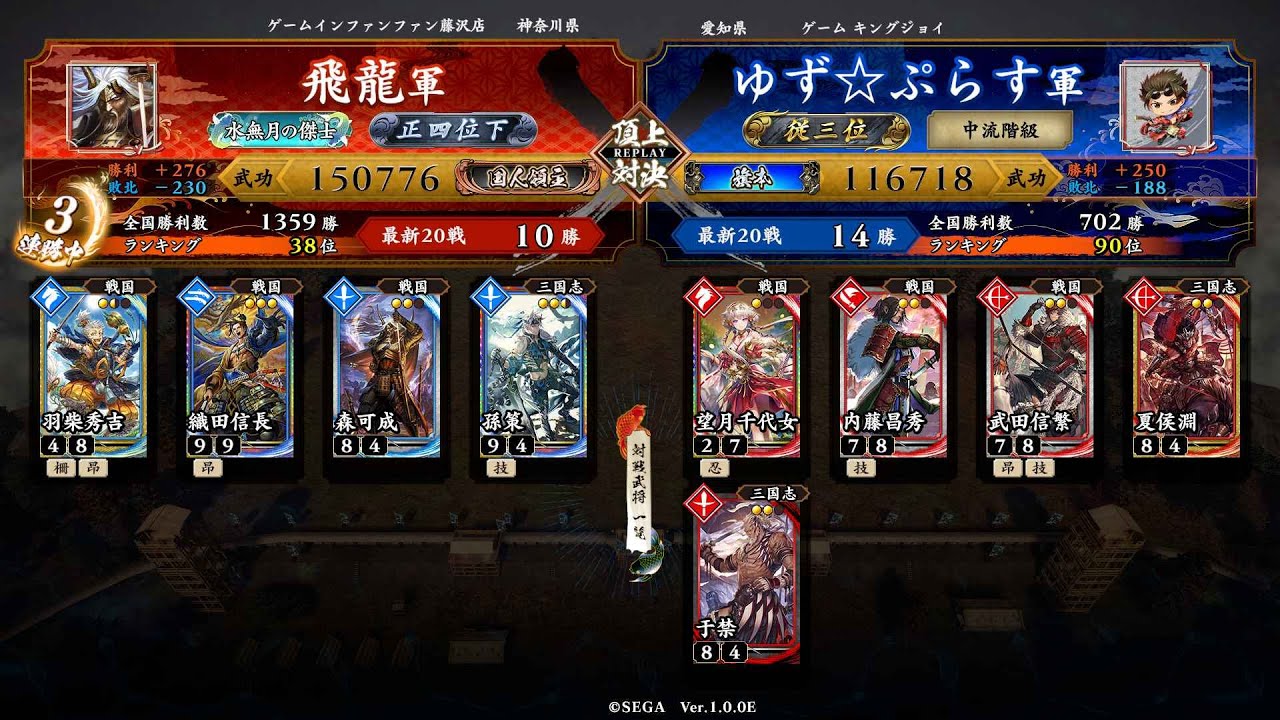 ゲームインファンファン藤沢店 神奈川県
愛知県 ゲーム キングジョイ
飛龍軍
水無月の傑士 正四位下
勝利 +276
敗北 -230
武功 150776 国人領主
3
連勝中
全国勝利数 1359勝
ランキング 38位
最新20戦 10勝
頂上
REPLAY
対決
ゆず☆ぷらす軍
従三位 中流階級
旗本 116718 武功
勝利 +250
敗北 -188
最新20戦 14勝
全国勝利数 702勝
ランキング 90位
戦国
羽柴秀吉
4 8
柵 昂
戦国
織田信長
9 9
昂
戦国
森可成
8 4
三国志
孫策
9 4
技
対戦武将一覧
戦国
望月千代女
2 7
忍
戦国
内藤昌秀
7 8
技
戦国
武田信繁
7 8
昂 技
三国志
夏侯淵
8 4
三国志
于禁
8 4
©SEGA Ver.1.0.0E